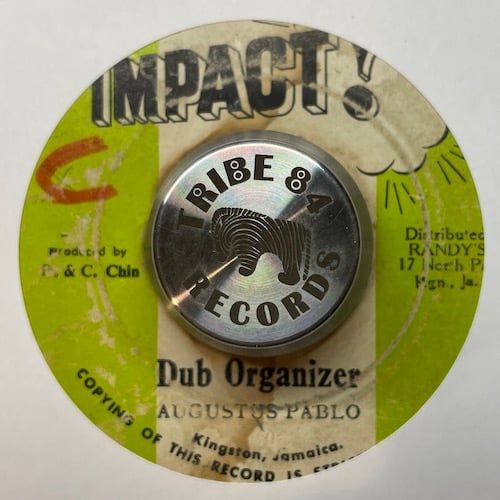 IMPACT!
C
Produced by
P. & C. Chin
Distributed
RANDY'S
17 North P
Kgn., Ja.
TRIBE 84
RECORDS
Dub Organizer
AUGUSTUS PABLO
Kingston, Jamaica.
COPYING OF THIS RECORD IS